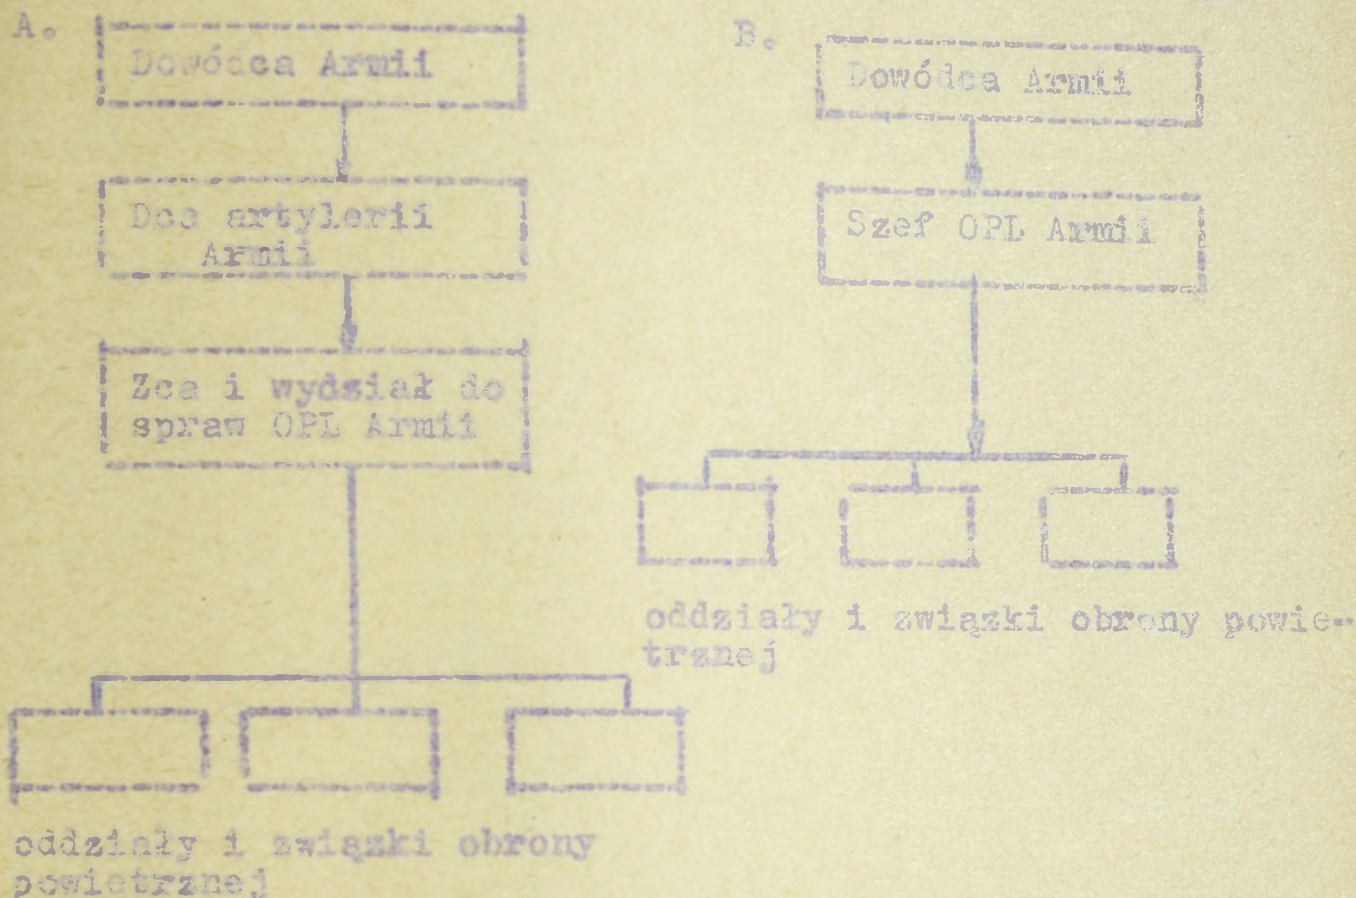 A.
Dowódca Armii
Dca artylerii
Armii
Zca i wydział do
spraw OPL Armii
oddziały i związki obrony
powietrznej
B.
Dowódca Armii
Szef OPL Armii
oddziały i związki obrony powie-
trznej